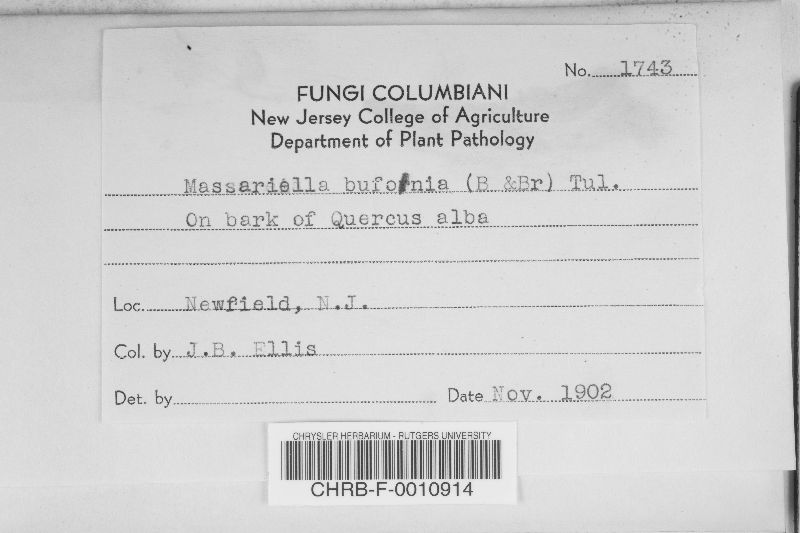 No. 1743
FUNGI COLUMBIANI
New Jersey College of Agriculture
Department of Plant Pathology
Massariella bufonia (B &Br) Tul.
On bark of Quercus alba
Loc. Newfield, N.J.
Col. by J.B. Ellis
Det. by
Date Nov. 1902
CHRYSLER HERBARIUM - RUTGERS UNIVERSITY
CHRB-F-0010914